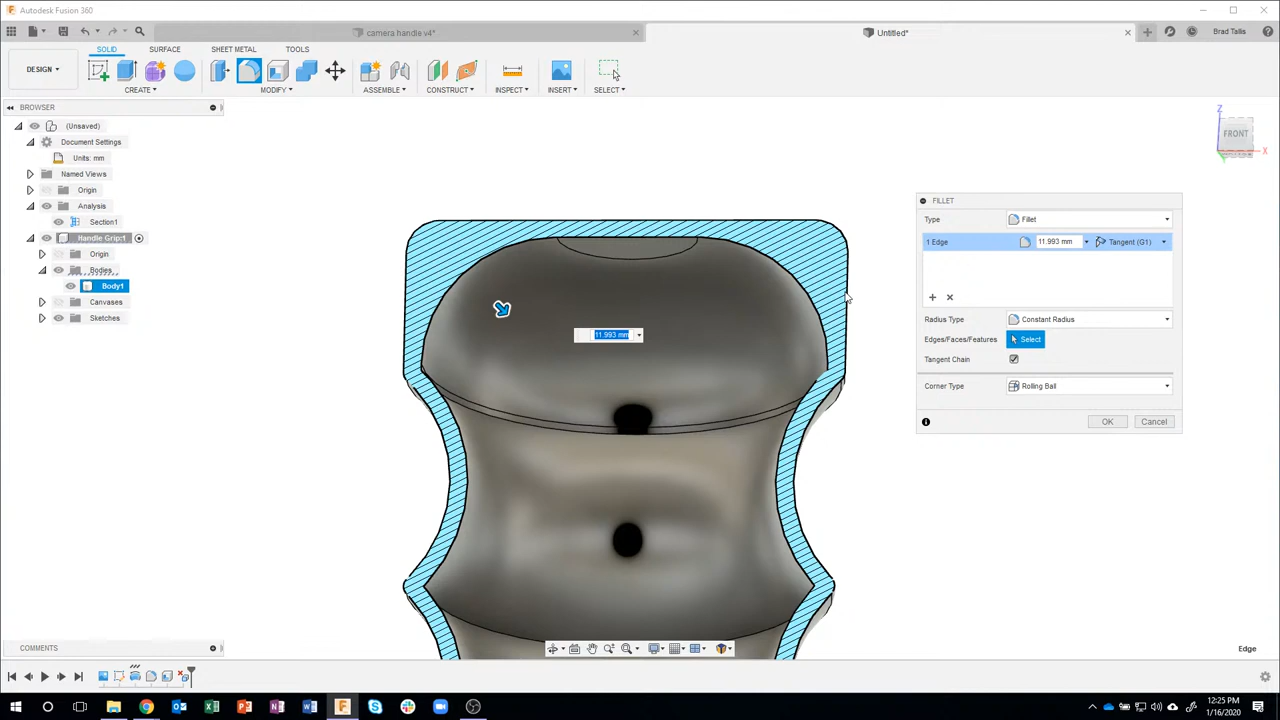 Autodesk Fusion 360
camera handle v4*
Untitled*
Brad Tallis
DESIGN
SOLID
SURFACE
SHEET METAL
TOOLS
CREATE
MODIFY
ASSEMBLE
CONSTRUCT
INSPECT
INSERT
SELECT
BROWSER
(Unsaved)
Document Settings
Units: mm
Named Views
Origin
Analysis
Section1
Handle Grip:1
Origin
Bodies
Body1
Canvases
Sketches
Z
FRONT
X
11.993 mm
FILLET
Type
Fillet
1 Edge
11.993 mm
Tangent (G1)
Radius Type
Constant Radius
Edges/Faces/Features
Select
Tangent Chain
Corner Type
Rolling Ball
OK
Cancel
COMMENTS
Edge
12:25 PM
1/16/2020